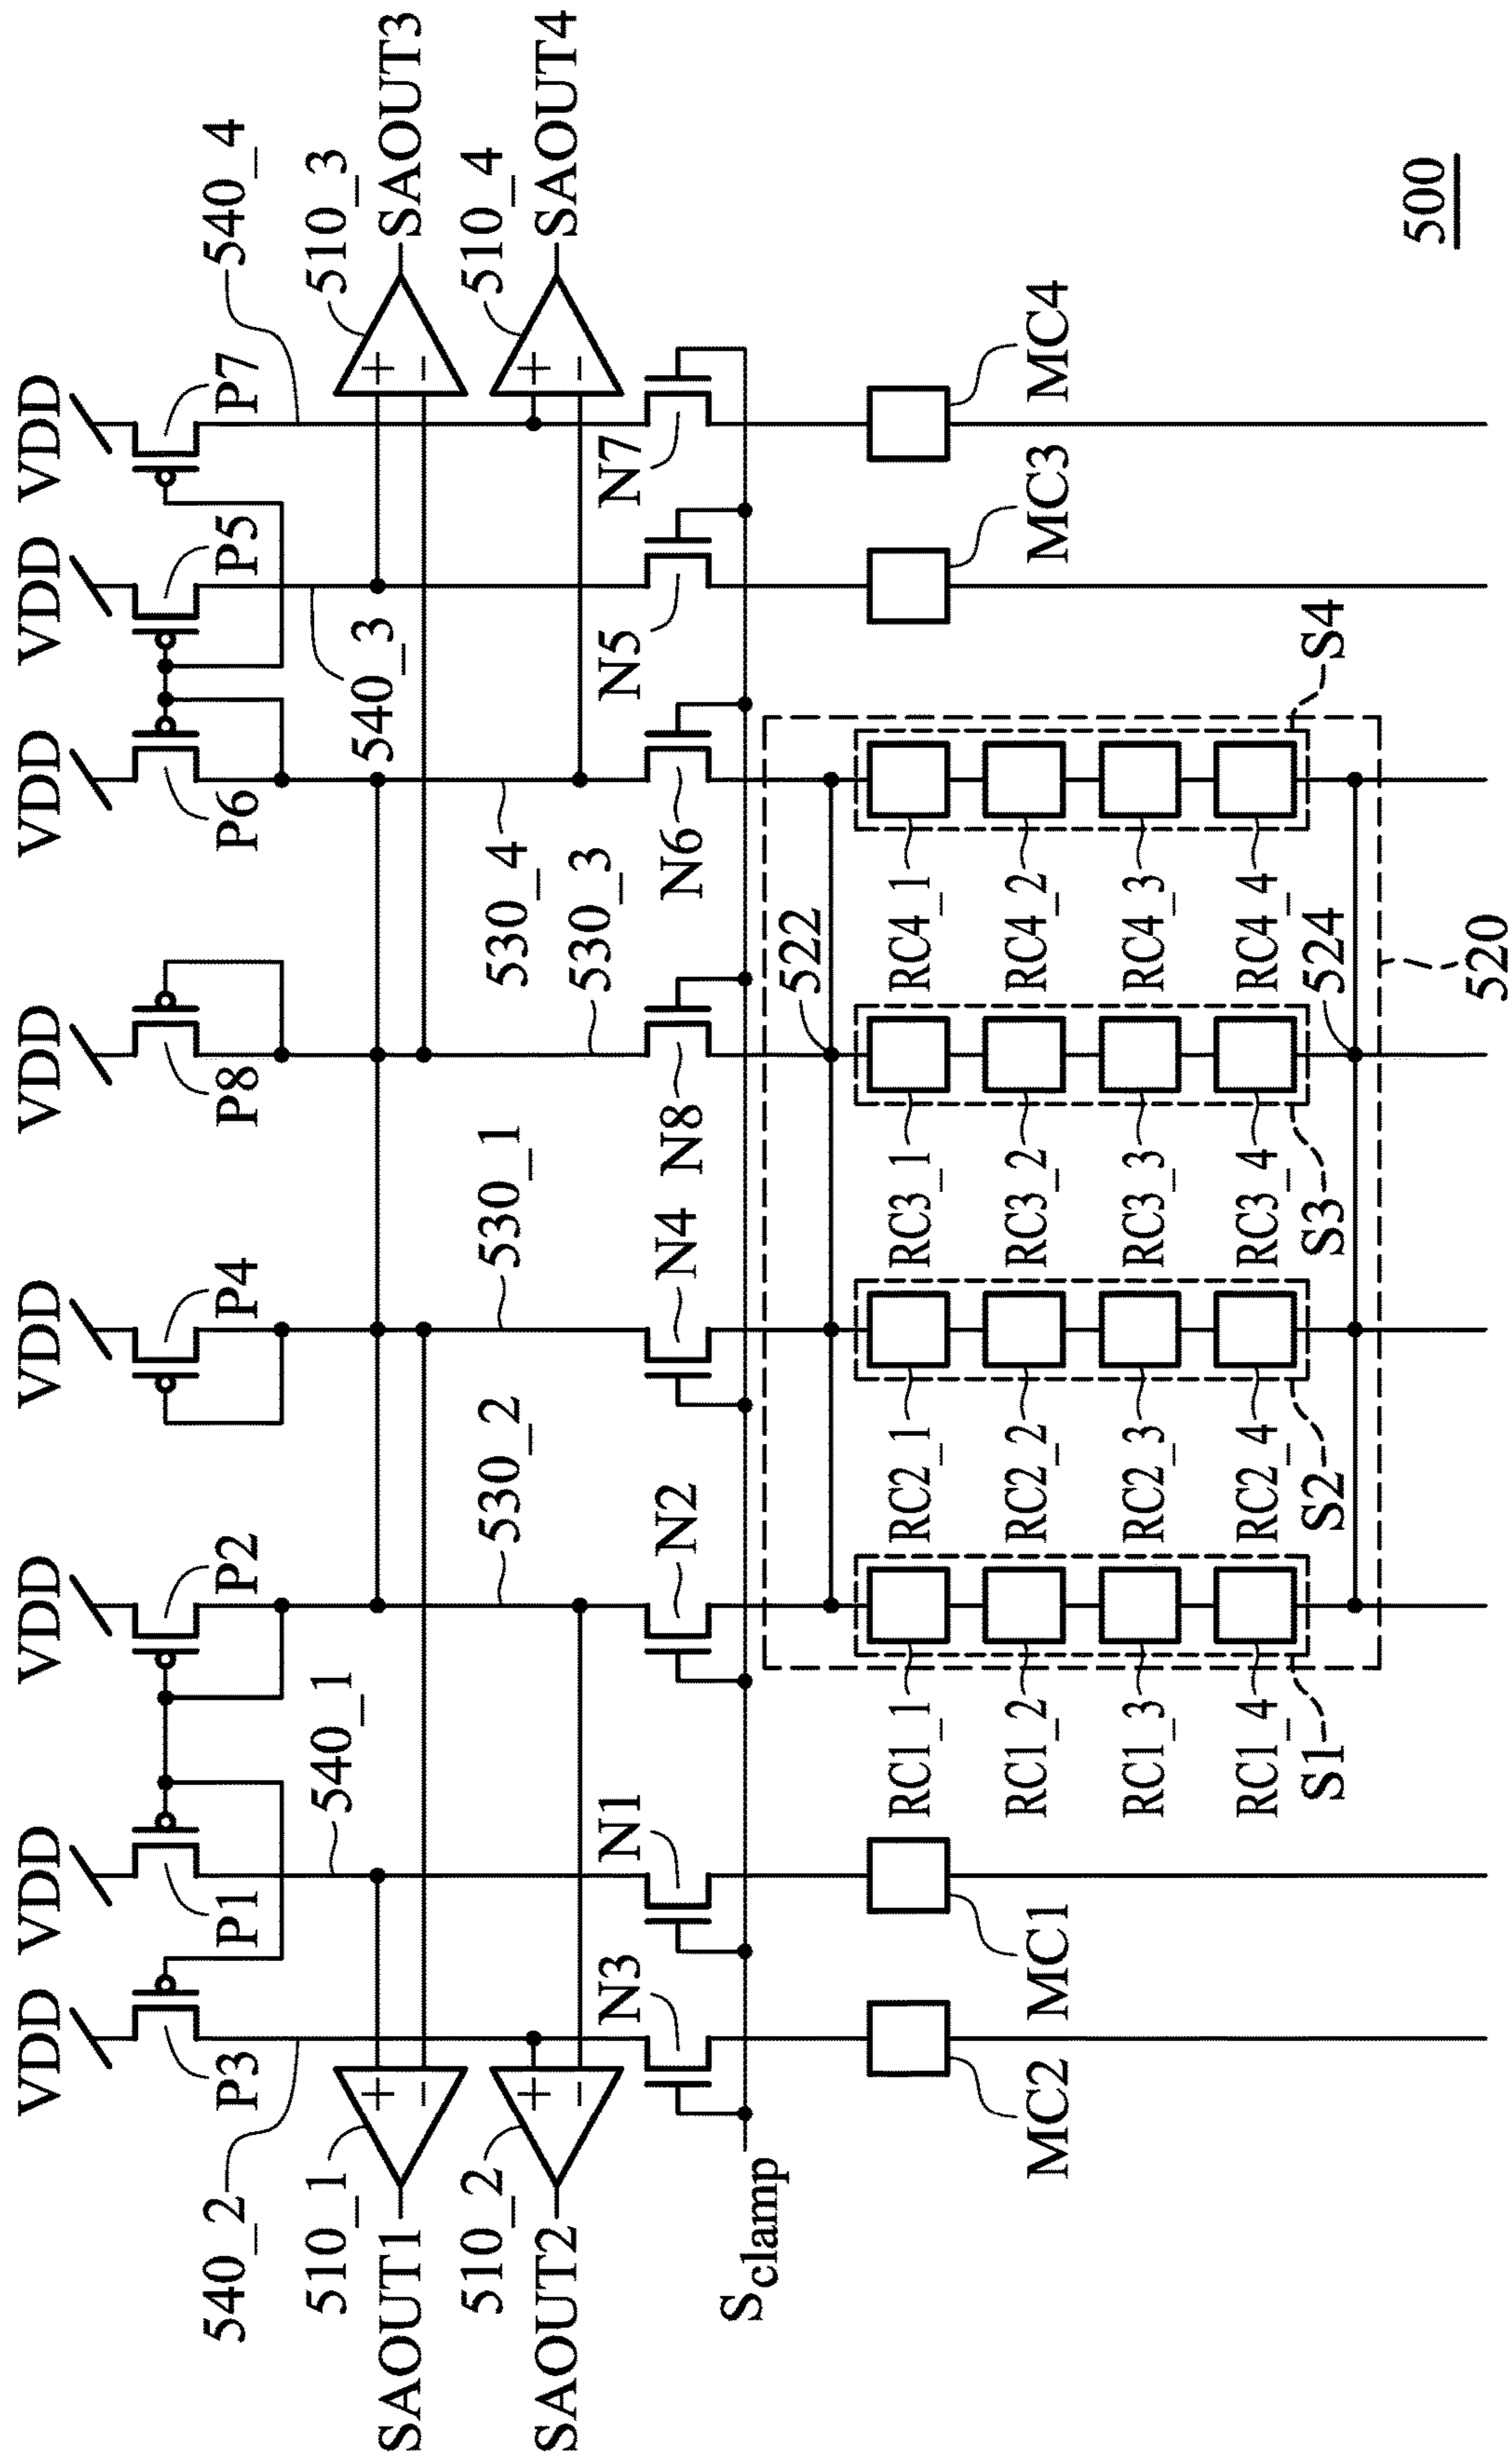 VDD VDD VDD VDD VDD VDD VDD VDD
P3 P1 P2 P4 P8 P6 P5 P7
540_2 540_1 530_2 530_1 530_3 530_4 540_3 540_4
510_1 510_3
SAOUT1 SAOUT3
+ +
− −
510_2 510_4
SAOUT2 SAOUT4
+ +
− −
N3 N1 N2 N4 N8 N6 N5 N7
Sclamp
522
MC2 MC1 MC3 MC4
RC1_1 RC2_1 RC3_1 RC4_1
RC1_2 RC2_2 RC3_2 RC4_2
RC1_3 RC2_3 RC3_3 RC4_3
RC1_4 RC2_4 RC3_4 RC4_4
S1 S2 S3 S4
524
520
500